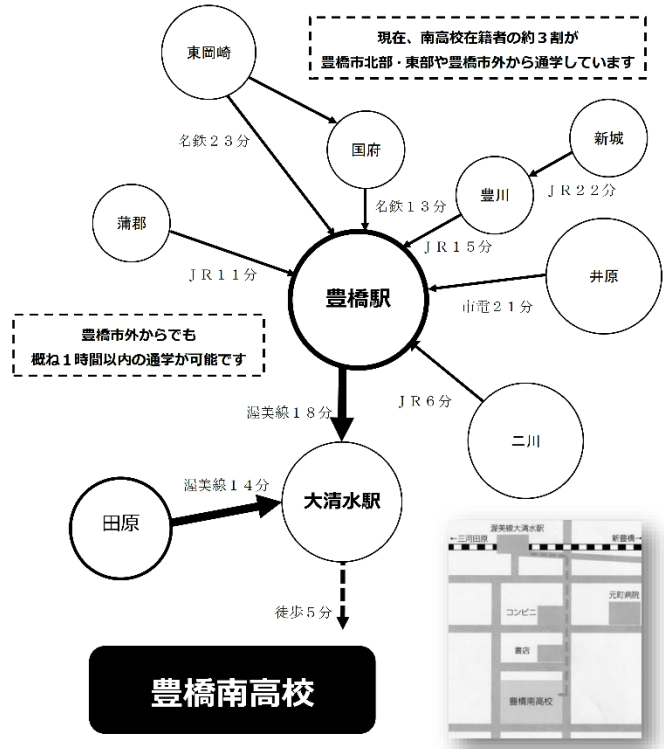 現在、南高校在籍者の約３割が
豊橋市北部・東部や豊橋市外から通学しています
東岡崎
名鉄２３分
国府
新城
ＪＲ２２分
豊川
名鉄１３分
蒲郡
ＪＲ１５分
ＪＲ１１分
豊橋駅
井原
市電２１分
豊橋市外からでも
概ね１時間以内の通学が可能です
ＪＲ６分
二川
渥美線１８分
渥美線１４分
田原
大清水駅
徒歩５分
豊橋南高校
渥美線大清水駅
←三河田原
新豊橋→
元町病院
コンビニ
書店
豊橋南高校